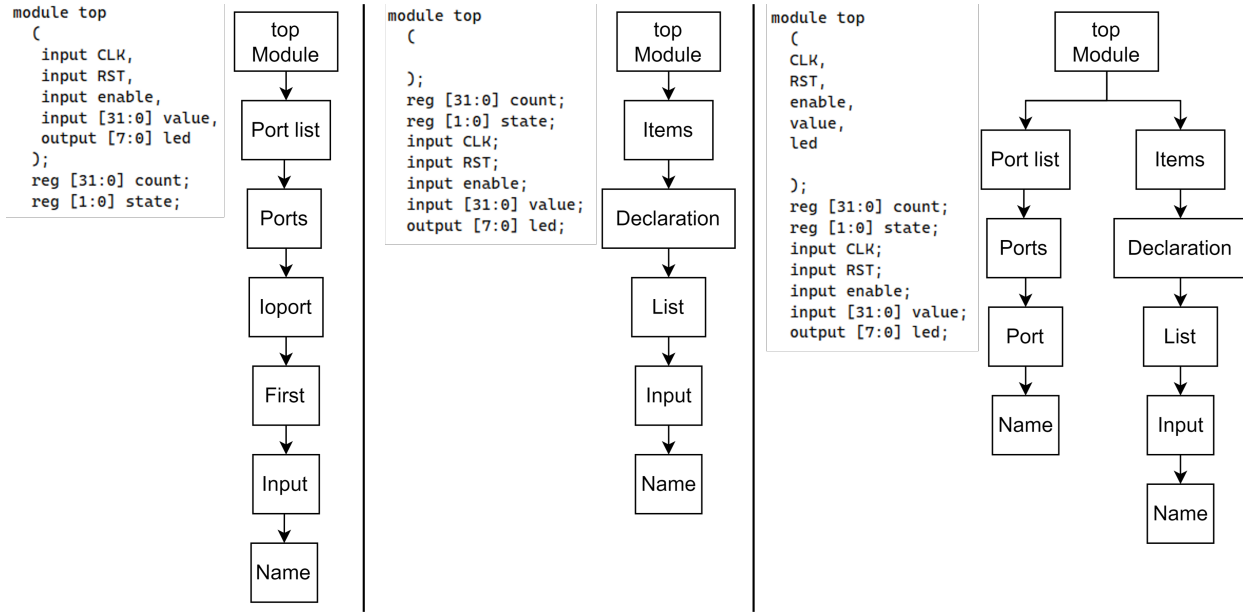 module top
(
input CLK,
input RST,
input enable,
input [31:0] value,
output [7:0] led
);
reg [31:0] count;
reg [1:0] state;
top
Module
Port list
Ports
Ioport
First
Input
Name
module top
(
);
reg [31:0] count;
reg [1:0] state;
input CLK;
input RST;
input enable;
input [31:0] value;
output [7:0] led;
top
Module
Items
Declaration
List
Input
Name
module top
(
CLK,
RST,
enable,
value,
led
);
reg [31:0] count;
reg [1:0] state;
input CLK;
input RST;
input enable;
input [31:0] value;
output [7:0] led;
top
Module
Port list
Ports
Port
Name
Items
Declaration
List
Input
Name